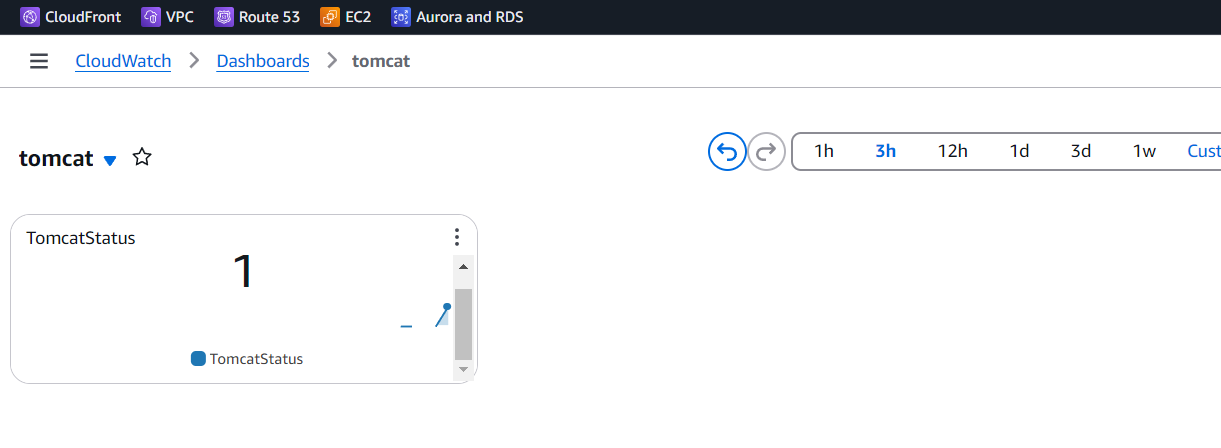 CloudFront VPC Route 53 EC2 Aurora and RDS
CloudWatch Dashboards tomcat
tomcat
1h 3h 12h 1d 3d 1w Cust
TomcatStatus
1
TomcatStatus